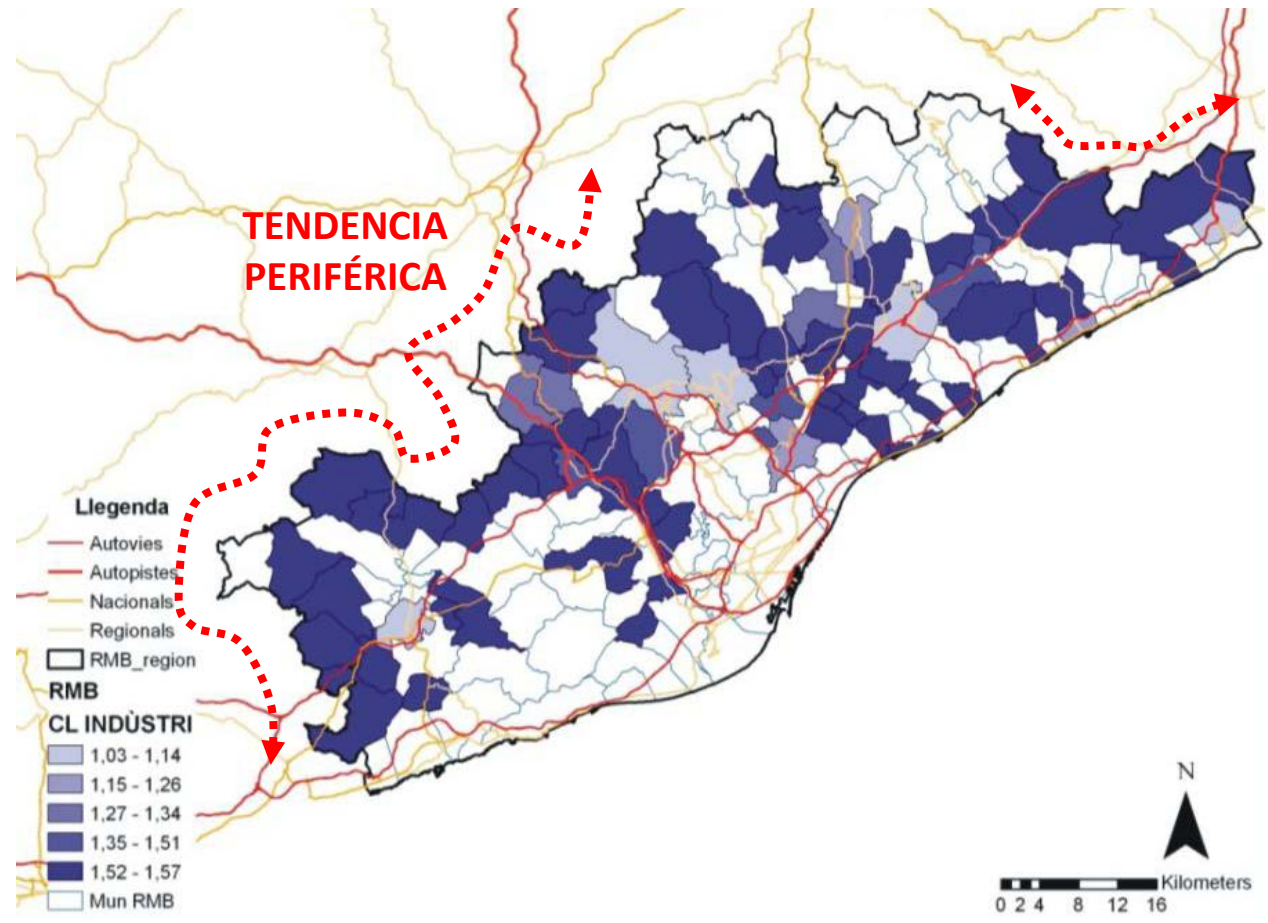 TENDENCIA
PERIFÉRICA
Llegenda
Autovies
Autopistes
Nacionals
Regionals
RMB_region
RMB
CL INDÙSTRI
1,03 - 1,14
1,15 - 1,26
1,27 - 1,34
1,35 - 1,51
1,52 - 1,57
Mun RMB
N
Kilometers
0 2 4 8 12 16